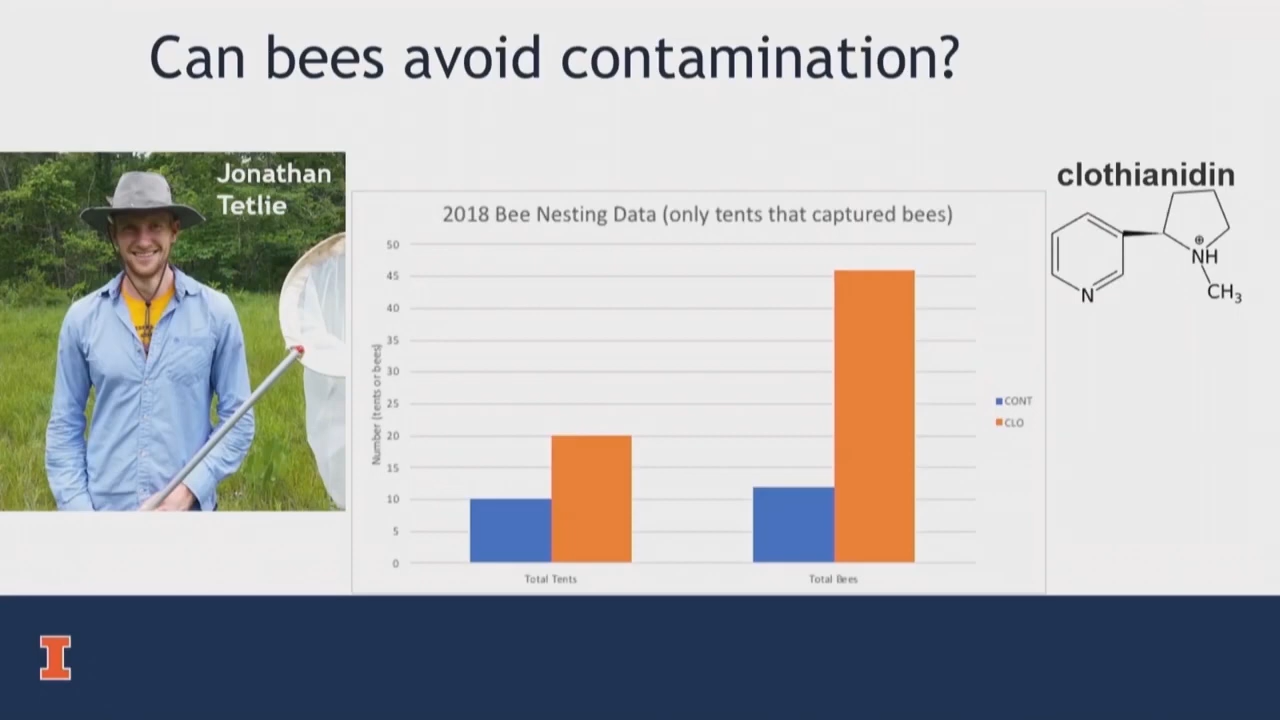 Can bees avoid contamination?
Jonathan
Tetlie
clothianidin
N
NH
⊕
CH3
2018 Bee Nesting Data (only tents that captured bees)
Number (tents or bees)
50
45
40
35
30
25
20
15
10
5
0
Total Tents
Total Bees
CONT
CLO
I